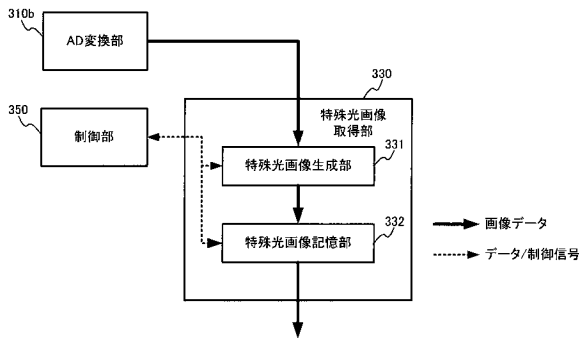 310b
AD変換部
330
350
制御部
特殊光画像
取得部
331
特殊光画像生成部
332
特殊光画像記憶部
画像データ
データ/制御信号